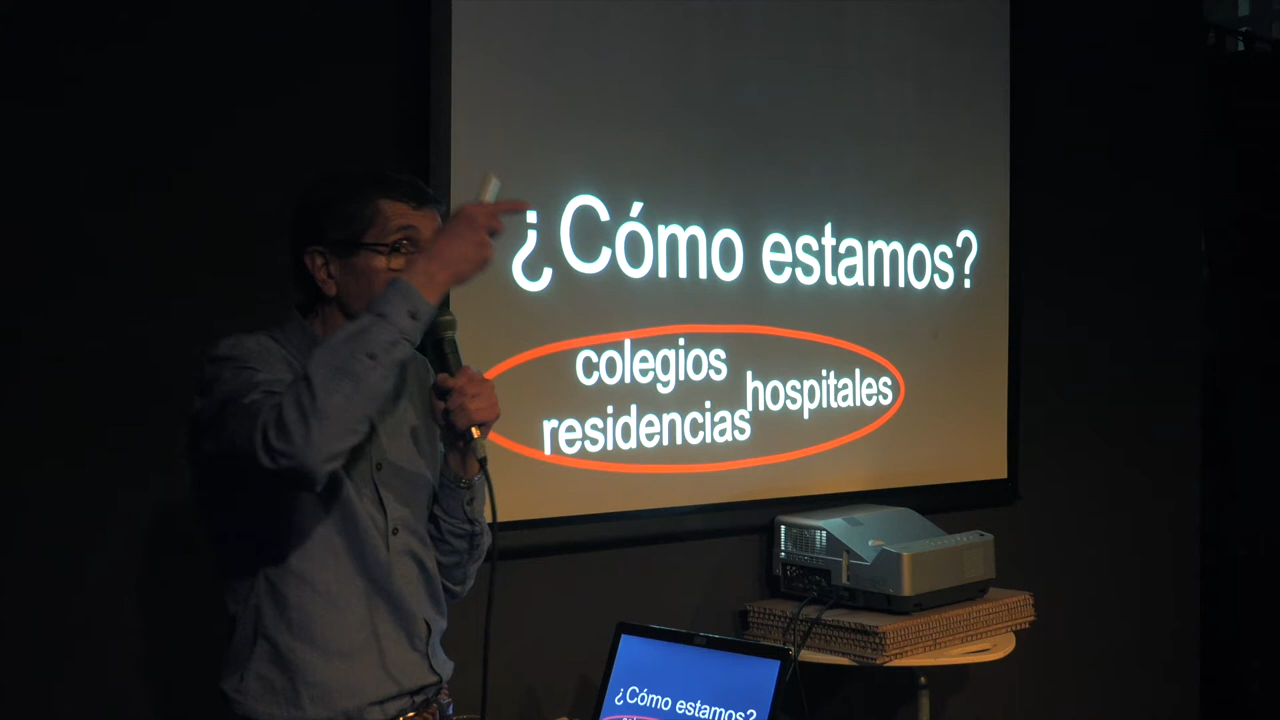 ¿Cómo estamos?
colegios
hospitales
residencias
¿Cómo estamos?